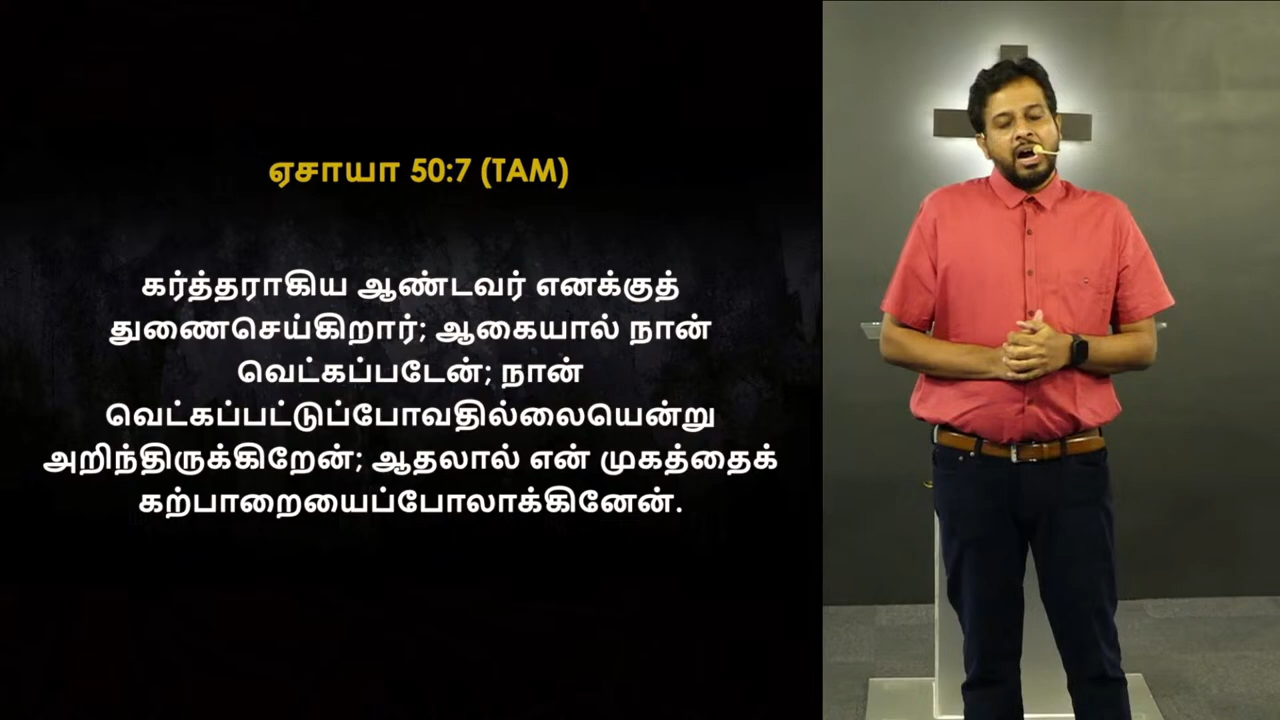 ஏசாயா 50:7 (TAM)
கர்த்தராகிய ஆண்டவர் எனக்குத்
துணைசெய்கிறார்; ஆகையால் நான்
வெட்கப்படேன்; நான்
வெட்கப்பட்டுப்போவதில்லையென்று
அறிந்திருக்கிறேன்; ஆதலால் என் முகத்தைக்
கற்பாறையைப்போலாக்கினேன்.